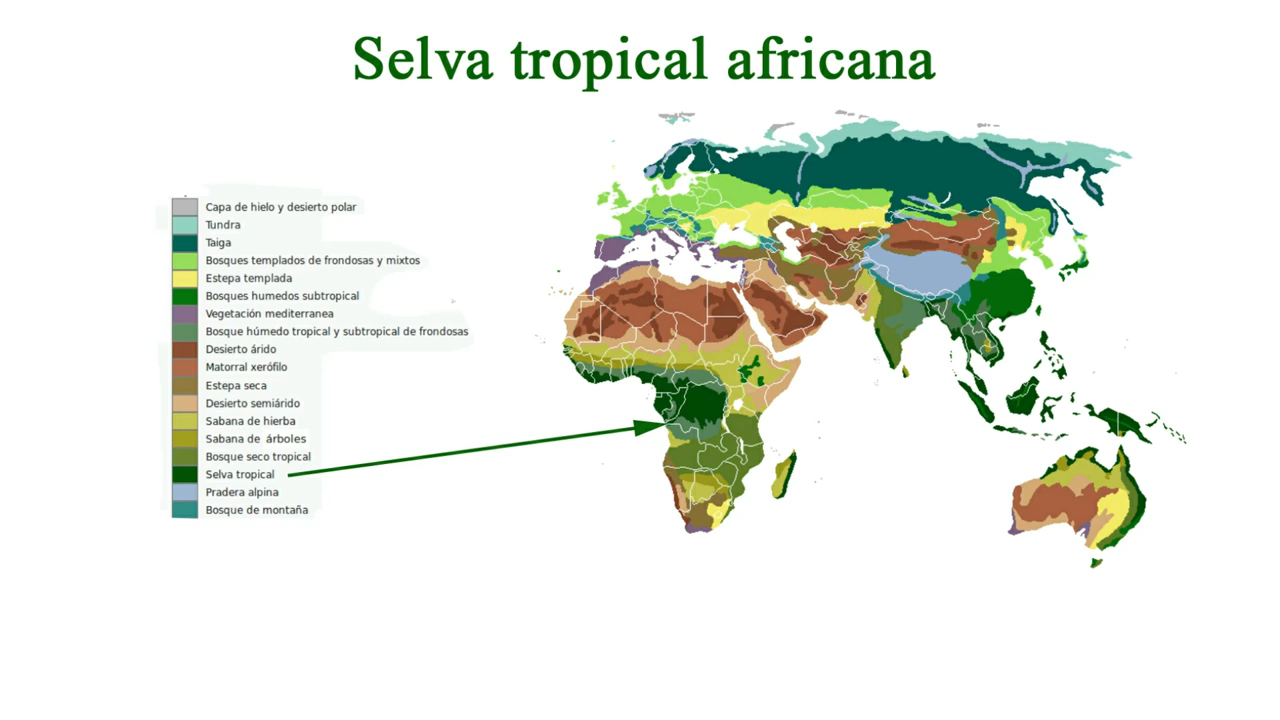 Selva tropical africana
Capa de hielo y desierto polar
Tundra
Taiga
Bosques templados de frondosas y mixtos
Estepa templada
Bosques humedos subtropical
Vegetación mediterranea
Bosque húmedo tropical y subtropical de frondosas
Desierto árido
Matorral xerófilo
Estepa seca
Desierto semiárido
Sabana de hierba
Sabana de árboles
Bosque seco tropical
Selva tropical
Pradera alpina
Bosque de montaña